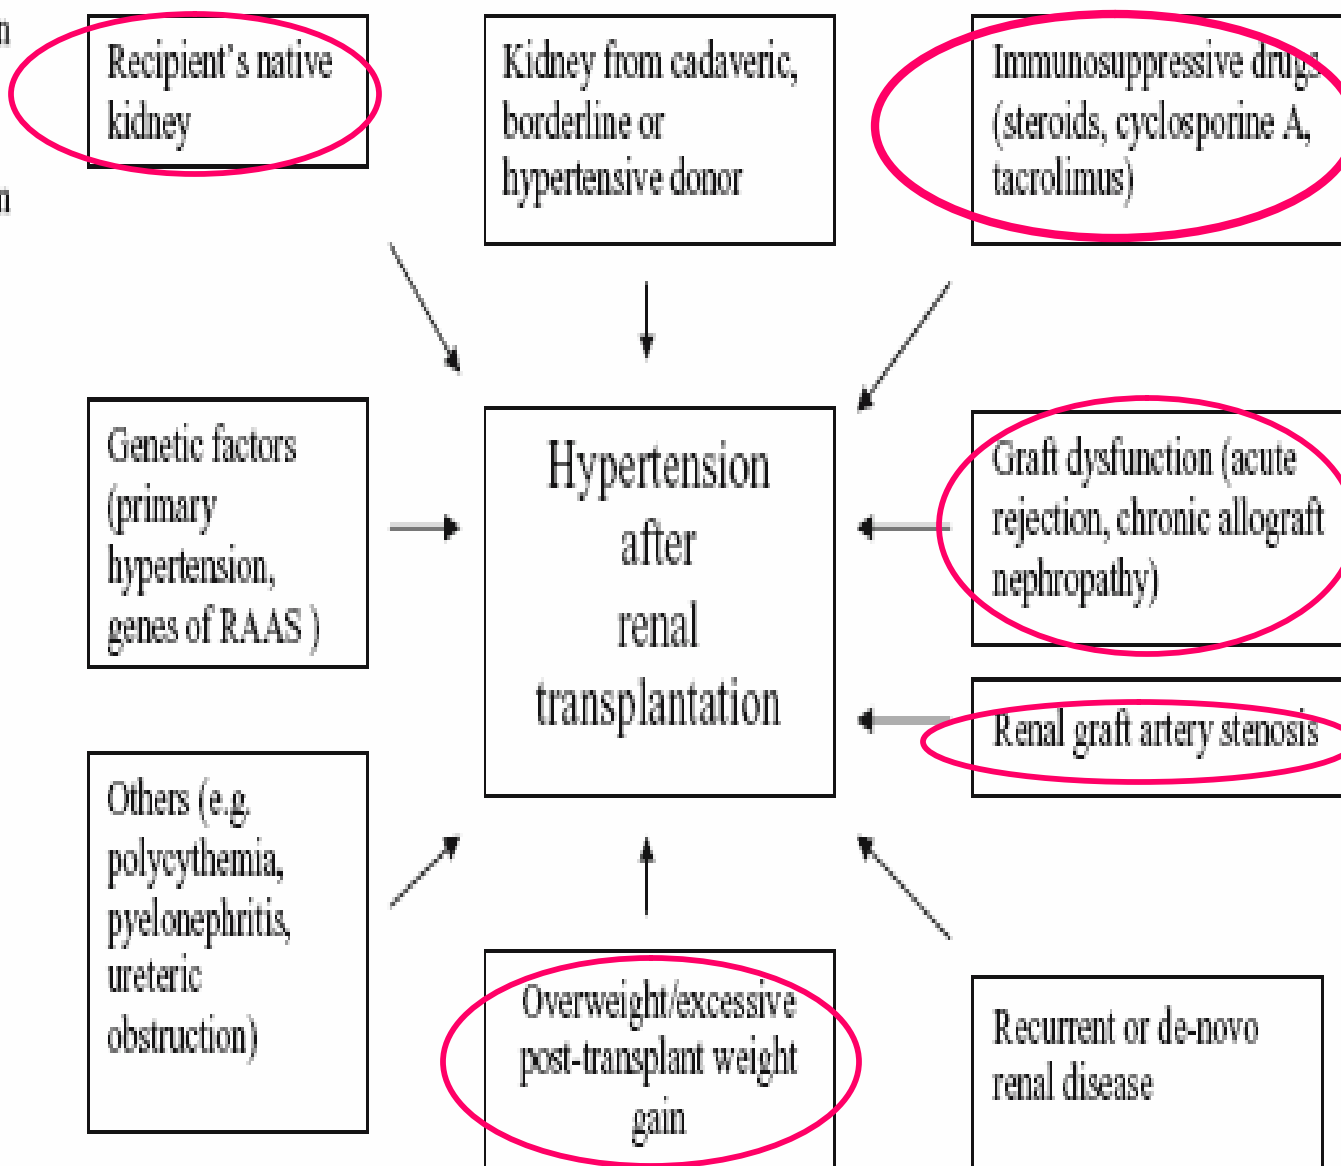 n
Recipient's native
kidney
n
Kidney from cadaveric,
borderline or
hypertensive donor
Immunosuppressive drugs
(steroids, cyclosporine A,
tacrolimus)
Genetic factors
(primary
hypertension,
genes of RAAS )
Hypertension
after
renal
transplantation
Graft dysfunction (acute
rejection, chronic allograft
nephropathy)
Renal graft artery stenosis
Others (e.g.
polycythemia,
pyelonephritis,
ureteric
obstruction)
Overweight/excessive
post-transplant weight
gain
Recurrent or de-novo
renal disease